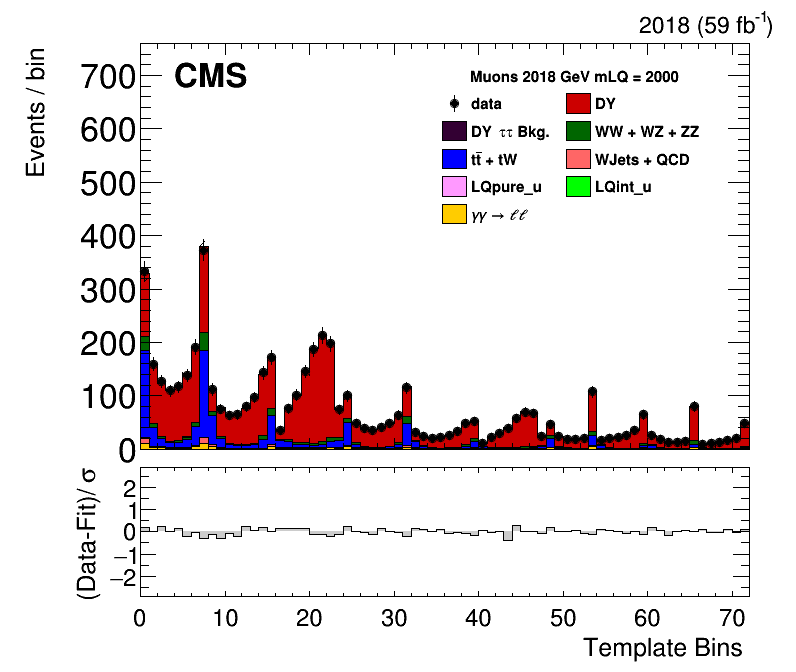 2018 (59 fb⁻¹)
Events / bin
700
600
500
400
300
200
100
0
CMS
Muons 2018 GeV mLQ = 2000
data
DY
DY ττ Bkg.
WW + WZ + ZZ
tt̄ + tW
WJets + QCD
LQpure_u
LQint_u
γγ → ℓℓ
(Data-Fit)/ σ
2
1
0
−1
−2
0 10 20 30 40 50 60 70
Template Bins